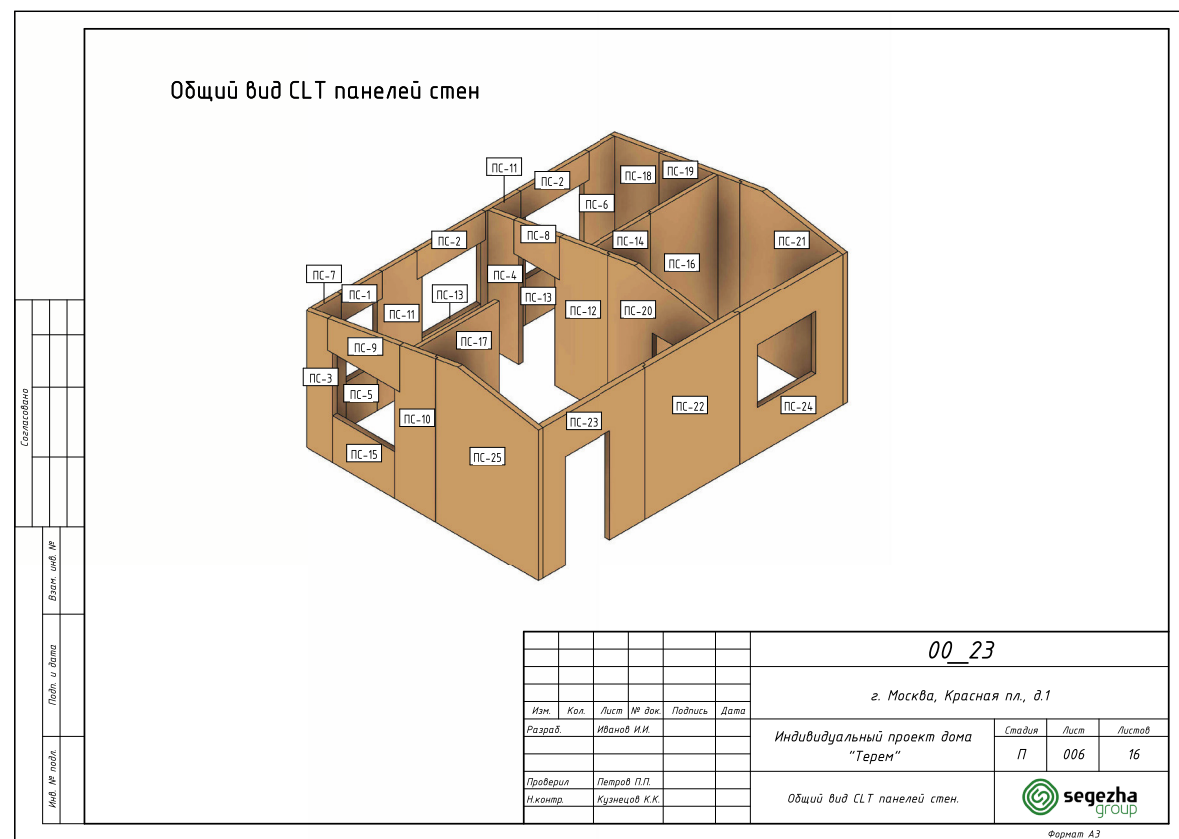 Общий вид CLT панелей стен
ПС-11
ПС-2
ПС-18
ПС-19
ПС-6
ПС-2
ПС-8
ПС-14
ПС-21
ПС-16
ПС-7
ПС-4
ПС-1
ПС-13
ПС-13
ПС-11
ПС-12
ПС-20
ПС-17
ПС-9
ПС-3
ПС-5
ПС-10
ПС-23
ПС-22
ПС-24
ПС-15
ПС-25
Согласовано
Взам. инв. №
Подп. и дата
Инв. № подл.
00_23
г. Москва, Красная пл., д.1
Изм. Кол. Лист № док. Подпись Дата
Разраб. Иванов И.И.
Индивидуальный проект дома
"Терем"
Стадия Лист Листов
П 006 16
Проверил Петров П.П.
Н.контр. Кузнецов К.К.
Общий вид CLT панелей стен.
segezha
group
Формат А3